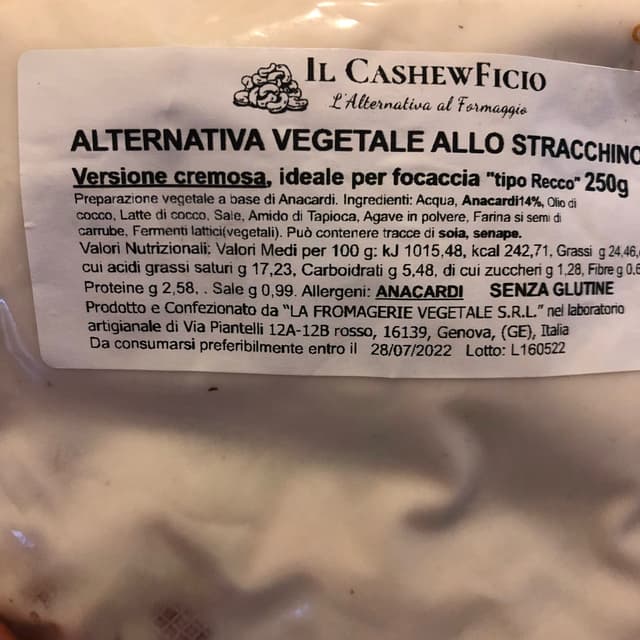 IL CASHEWFICIO
L'Alternativa al Formaggio
ALTERNATIVA VEGETALE ALLO STRACCHINO
Versione cremosa, ideale per focaccia "tipo Recco" 250g
Preparazione vegetale a base di Anacardi. Ingredienti: Acqua, Anacardi14%, Olio di
cocco, Latte di cocco, Sale, Amido di Tapioca, Agave in polvere, Farina si semi di
carrube, Fermenti lattici(vegetali). Può contenere tracce di soia, senape.
Valori Nutrizionali: Valori Medi per 100 g: kJ 1015,48, kcal 242,71, Grassi g 24,46,
cui acidi grassi saturi g 17,23, Carboidrati g 5,48, di cui zuccheri g 1,28, Fibre g 0,6
Proteine g 2,58, . Sale g 0,99. Allergeni: ANACARDI SENZA GLUTINE
Prodotto e Confezionato da "LA FROMAGERIE VEGETALE S.R.L." nel laboratorio
artigianale di Via Piantelli 12A-12B rosso, 16139, Genova, (GE), Italia
Da consumarsi preferibilmente entro il 28/07/2022 Lotto: L160522